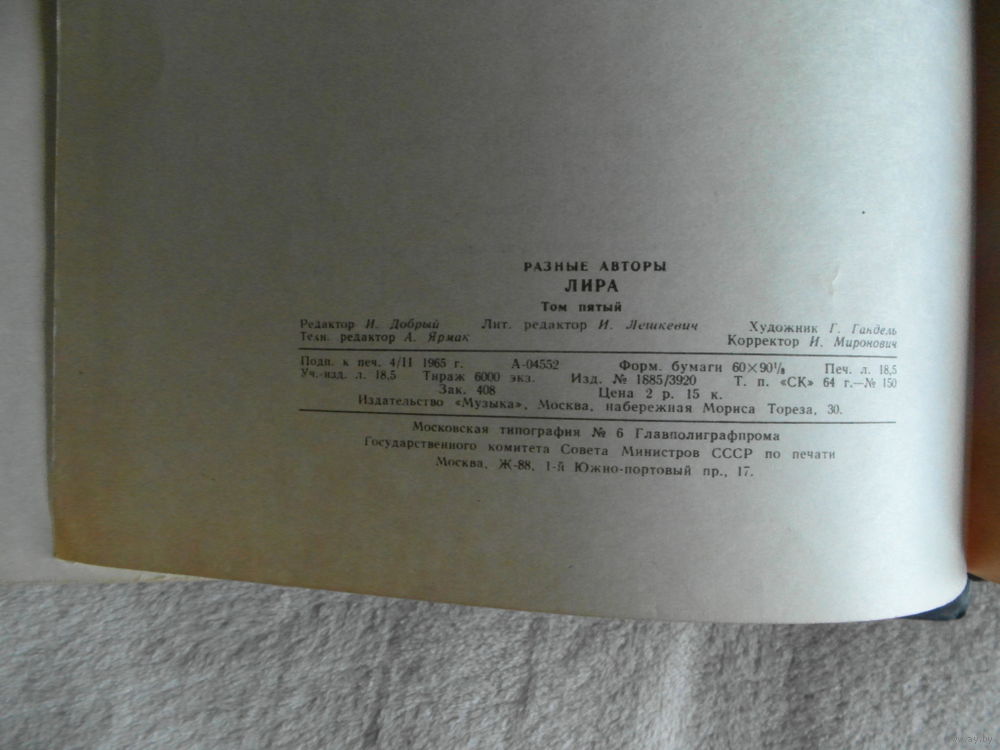 РАЗНЫЕ АВТОРЫ
ЛИРА
Том пятый
Редактор И. Добрый Лит. редактор И. Лешкевич Художник Г. Гандель
Техн. редактор А. Ярмак Корректор И. Миронович
Подп. к печ. 4/II 1965 г. А-04552 Форм. бумаги 60×90⅛ Печ. л. 18,5
Уч.-изд. л. 18,5 Тираж 6000 экз. Изд. № 1885/3920 Т. п. «СК» 64 г.—№ 150
Зак. 408 Цена 2 р. 15 к.
Издательство «Музыка», Москва, набережная Мориса Тореза, 30.
Московская типография № 6 Главполиграфпрома
Государственного комитета Совета Министров СССР по печати
Москва, Ж-88, 1-й Южно-портовый пр., 17.